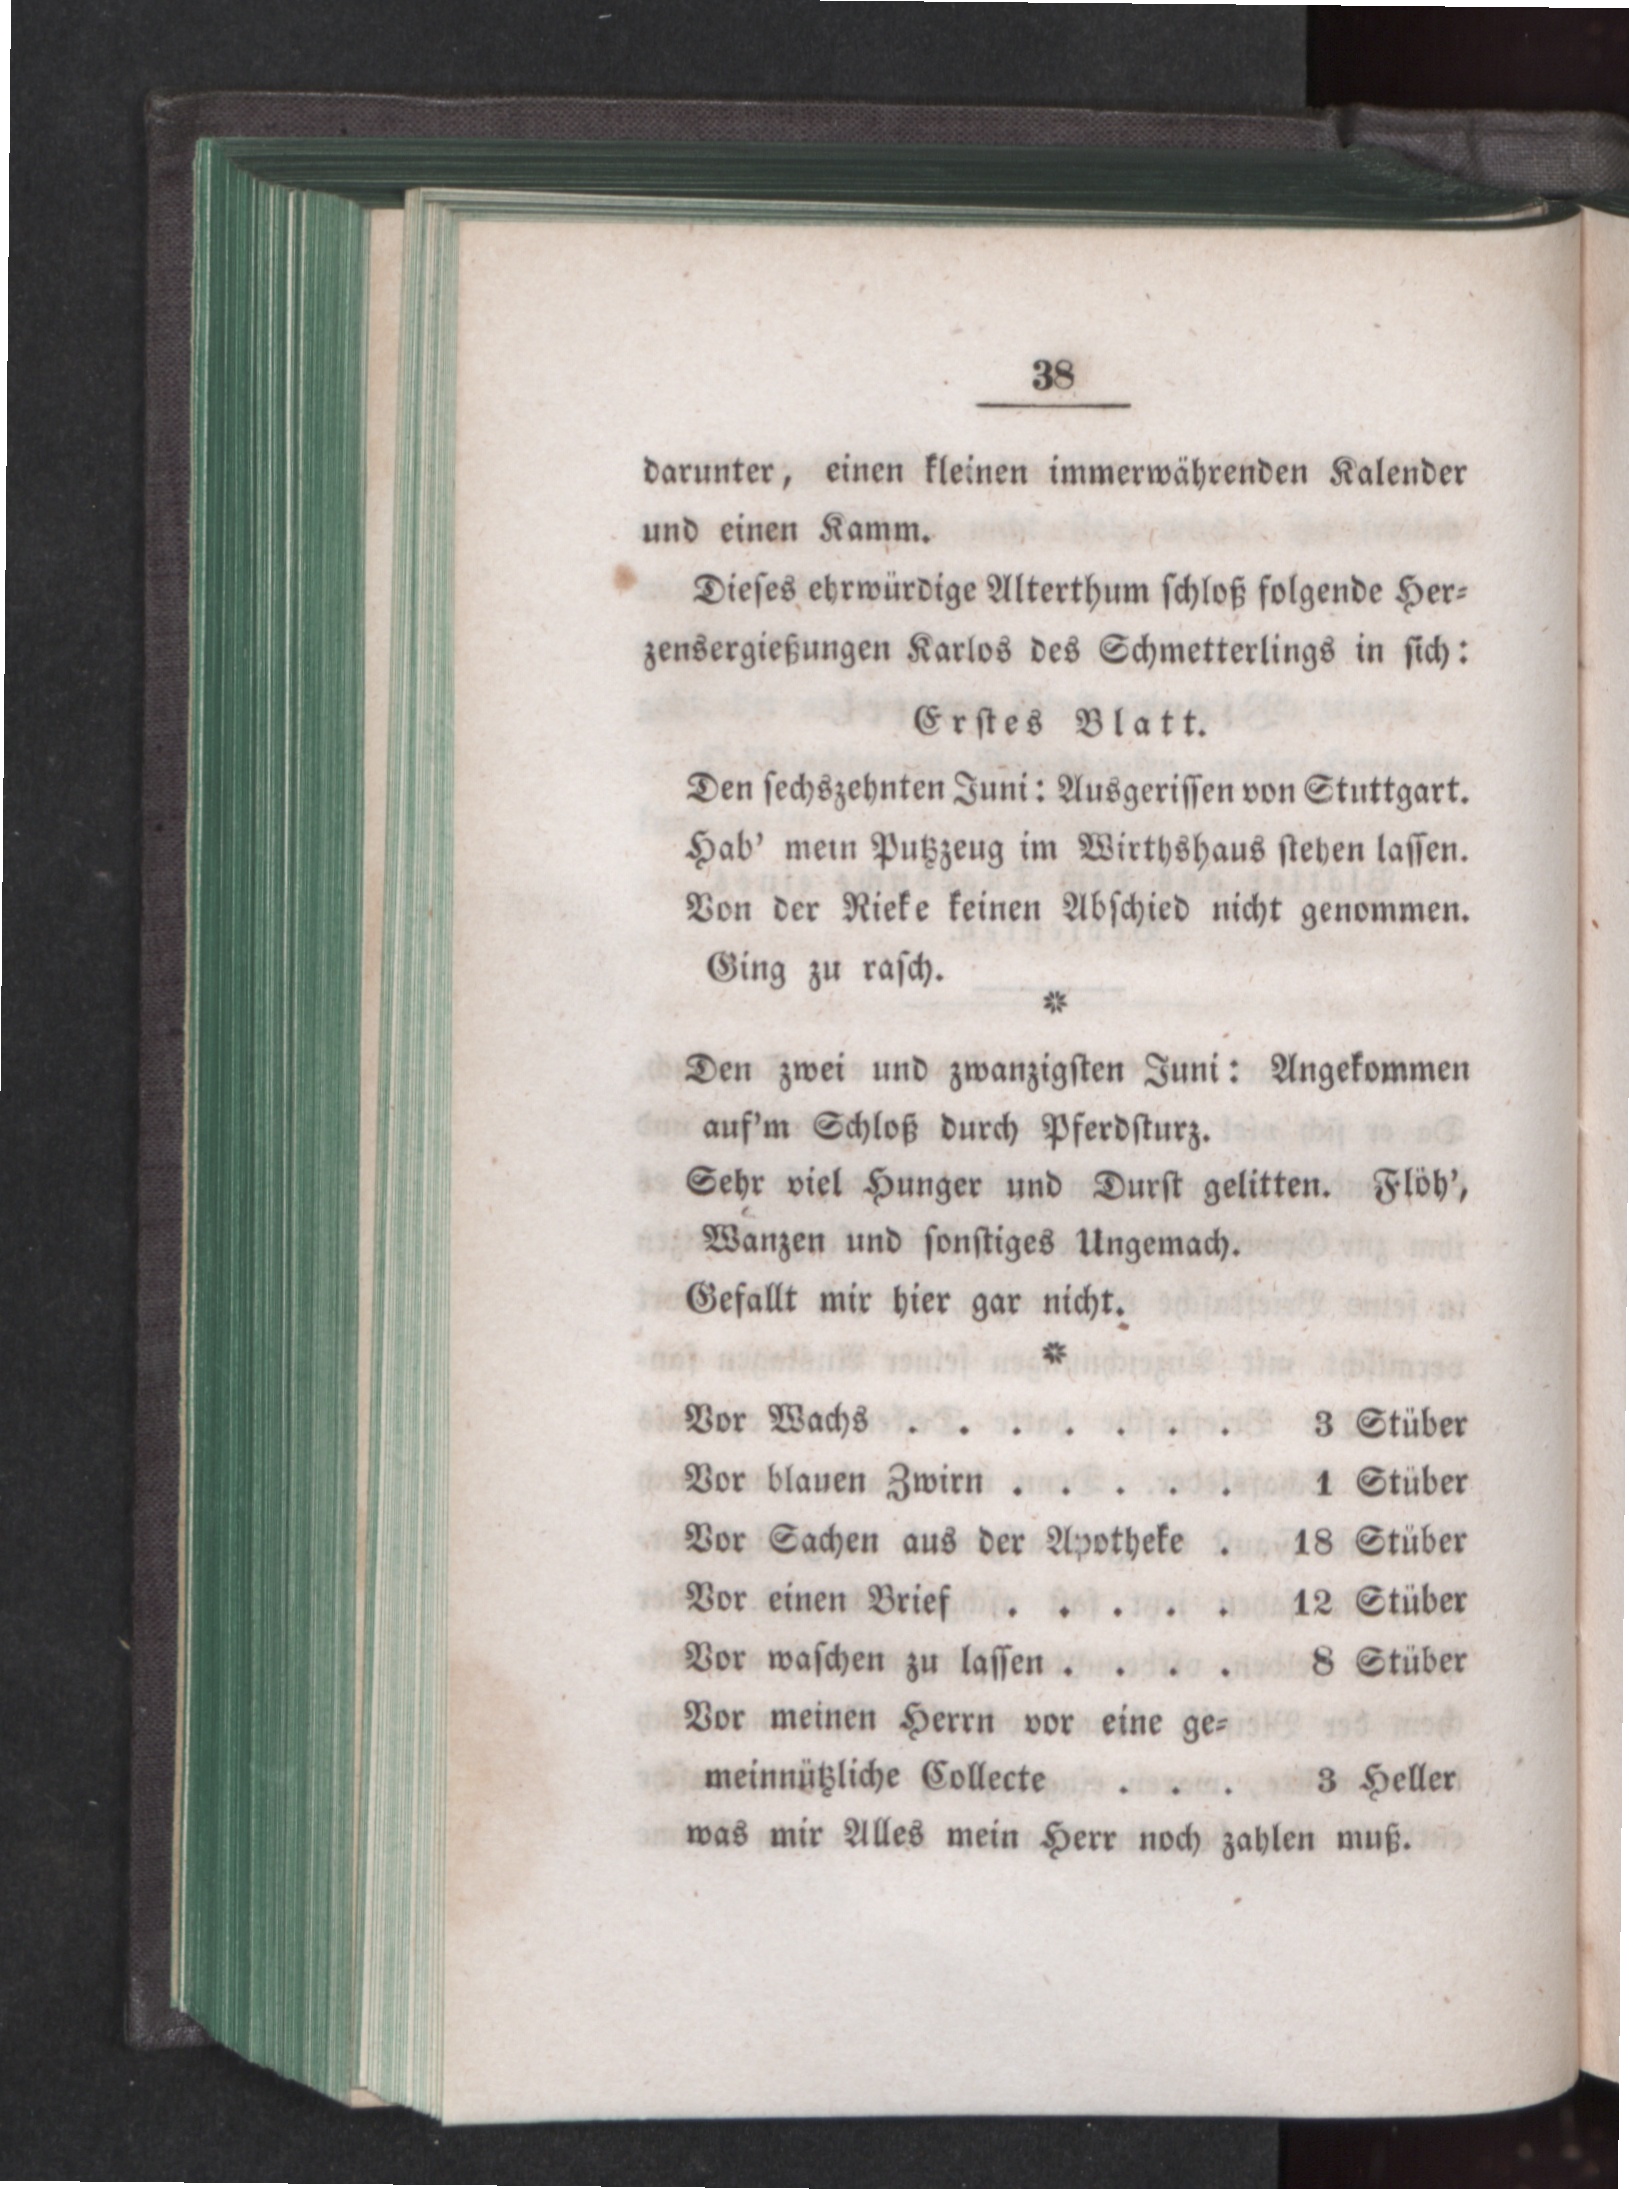 38
darunter, einen kleinen immerwährenden Kalender
und einen Kamm.
Dieſes ehrwürdige Alterthum ſchloß folgende Her⸗
zensergießungen Karlos des Schmetterlings in ſich:
Erſtes Blatt.
Den ſechszehnten Juni: Ausgeriſſen von Stuttgart.
Hab' mein Putzzeug im Wirthshaus ſtehen laſſen.
Von der Rieke keinen Abſchied nicht genommen.
Ging zu raſch.
*
Den zwei und zwanzigſten Juni: Angekommen
auf'm Schloß durch Pferdſturz.
Sehr viel Hunger und Durſt gelitten. Flöh',
Wanzen und ſonſtiges Ungemach.
Gefallt mir hier gar nicht.
*
Vor Wachs . . . . . . . 3 Stüber
Vor blauen Zwirn . . . . . 1 Stüber
Vor Sachen aus der Apotheke . 18 Stüber
Vor einen Brief . . . . . 12 Stüber
Vor waſchen zu laſſen . . . . 8 Stüber
Vor meinen Herrn vor eine ge⸗
meinnützliche Collecte . . . 3 Heller
was mir Alles mein Herr noch zahlen muß.